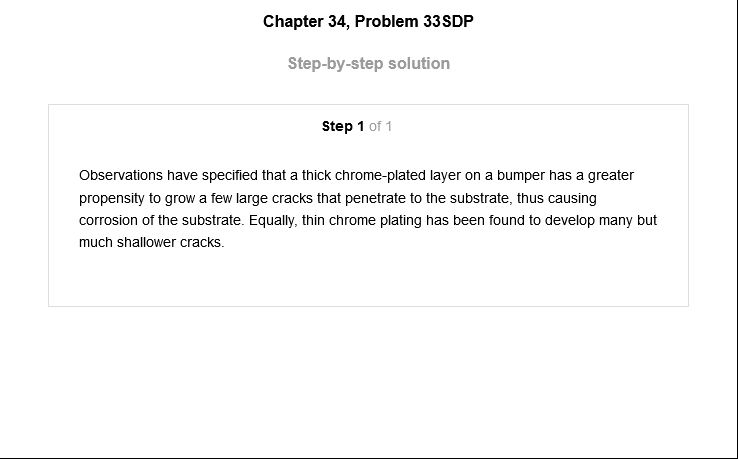 Chapter 34, Problem 33SDP
Step-by-step solution
Step 1 of 1
Observations have specified that a thick chrome-plated layer on a bumper has a greater
propensity to grow a few large cracks that penetrate to the substrate, thus causing
corrosion of the substrate. Equally, thin chrome plating has been found to develop many but
much shallower cracks.